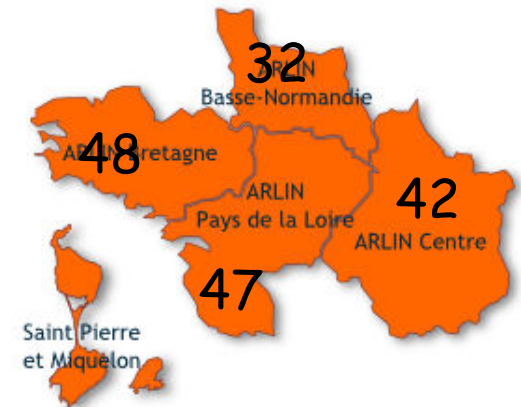 32
ARLIN
Basse-Normandie
48
ARLIN Bretagne
ARLIN
Pays de la Loire
42
ARLIN Centre
47
Saint Pierre
et Miquelon